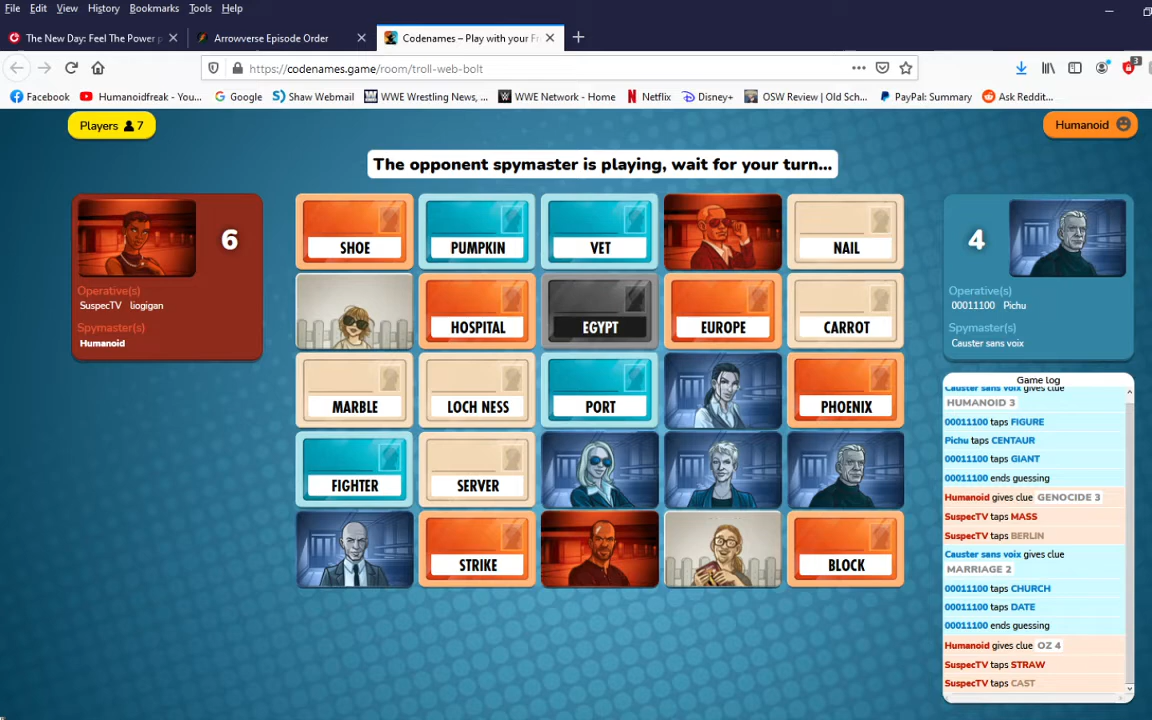 File Edit View History Bookmarks Tools Help
The New Day: Feel The Power p
Arrowverse Episode Order
Codenames – Play with your Fr
https://codenames.game/room/troll-web-bolt
3
Facebook
Humanoidfreak - You...
Google
Shaw Webmail
WWE Wrestling News, ...
WWE Network - Home
Netflix
Disney+
OSW Review | Old Sch...
PayPal: Summary
Ask Reddit...
Players 7
Humanoid
The opponent spymaster is playing, wait for your turn...
6
Operative(s)
SuspecTV liogigan
Spymaster(s)
Humanoid
SHOE
PUMPKIN
VET
NAIL
HOSPITAL
EGYPT
EUROPE
CARROT
MARBLE
LOCH NESS
PORT
PHOENIX
FIGHTER
SERVER
STRIKE
BLOCK
4
Operative(s)
00011100 Pichu
Spymaster(s)
Causter sans voix
Game log
Causter sans voix gives clue
HUMANOID 3
00011100 taps FIGURE
Pichu taps CENTAUR
00011100 taps GIANT
00011100 ends guessing
Humanoid gives clue GENOCIDE 3
SuspecTV taps MASS
SuspecTV taps BERLIN
Causter sans voix gives clue
MARRIAGE 2
00011100 taps CHURCH
00011100 taps DATE
00011100 ends guessing
Humanoid gives clue OZ 4
SuspecTV taps STRAW
SuspecTV taps CAST